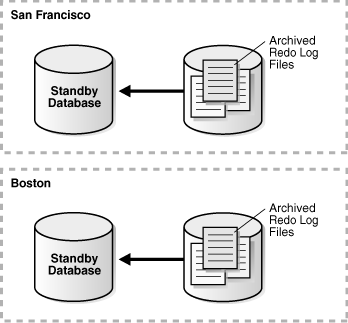 San Francisco
Archived
Redo Log
Files
Standby
Database
Boston
Archived
Redo Log
Files
Standby
Database